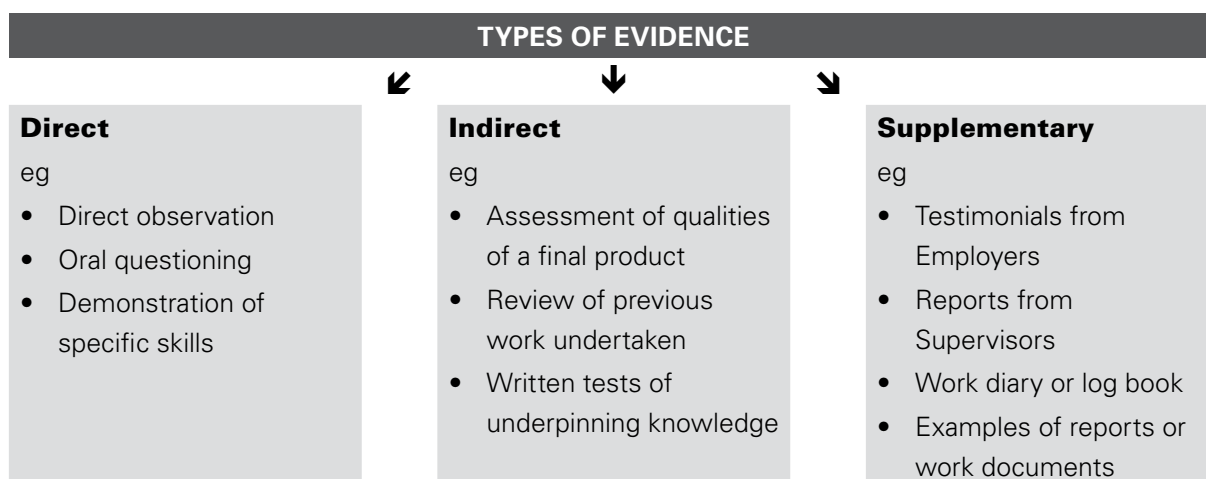 TYPES OF EVIDENCE
Direct
eg
• Direct observation
• Oral questioning
• Demonstration of
specific skills
Indirect
eg
• Assessment of qualities
of a final product
• Review of previous
work undertaken
• Written tests of
underpinning knowledge
Supplementary
eg
• Testimonials from
Employers
• Reports from
Supervisors
• Work diary or log book
• Examples of reports or
work documents